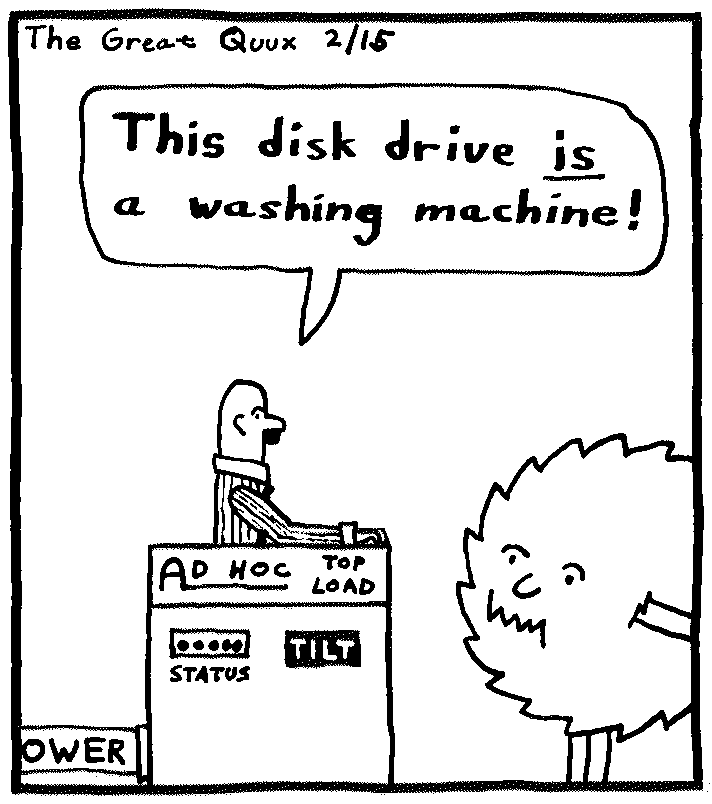 The Great Quux 2/15
This disk drive is
a washing machine!
AD HOC TOP
LOAD
STATUS TILT
OWER